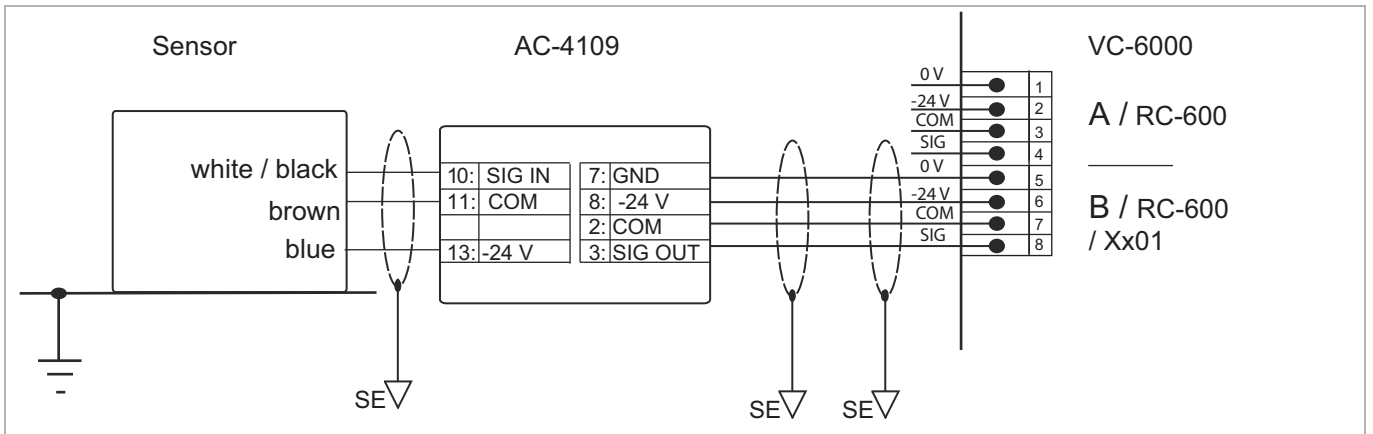 Sensor
AC-4109
VC-6000
white / black
brown
blue
10: SIG IN
11: COM
13: -24 V
7: GND
8: -24 V
2: COM
3: SIG OUT
0 V 1
-24 V 2
COM 3
SIG 4
0 V 5
-24 V 6
COM 7
SIG 8
A / RC-600
B / RC-600
/ Xx01
SE
SE
SE